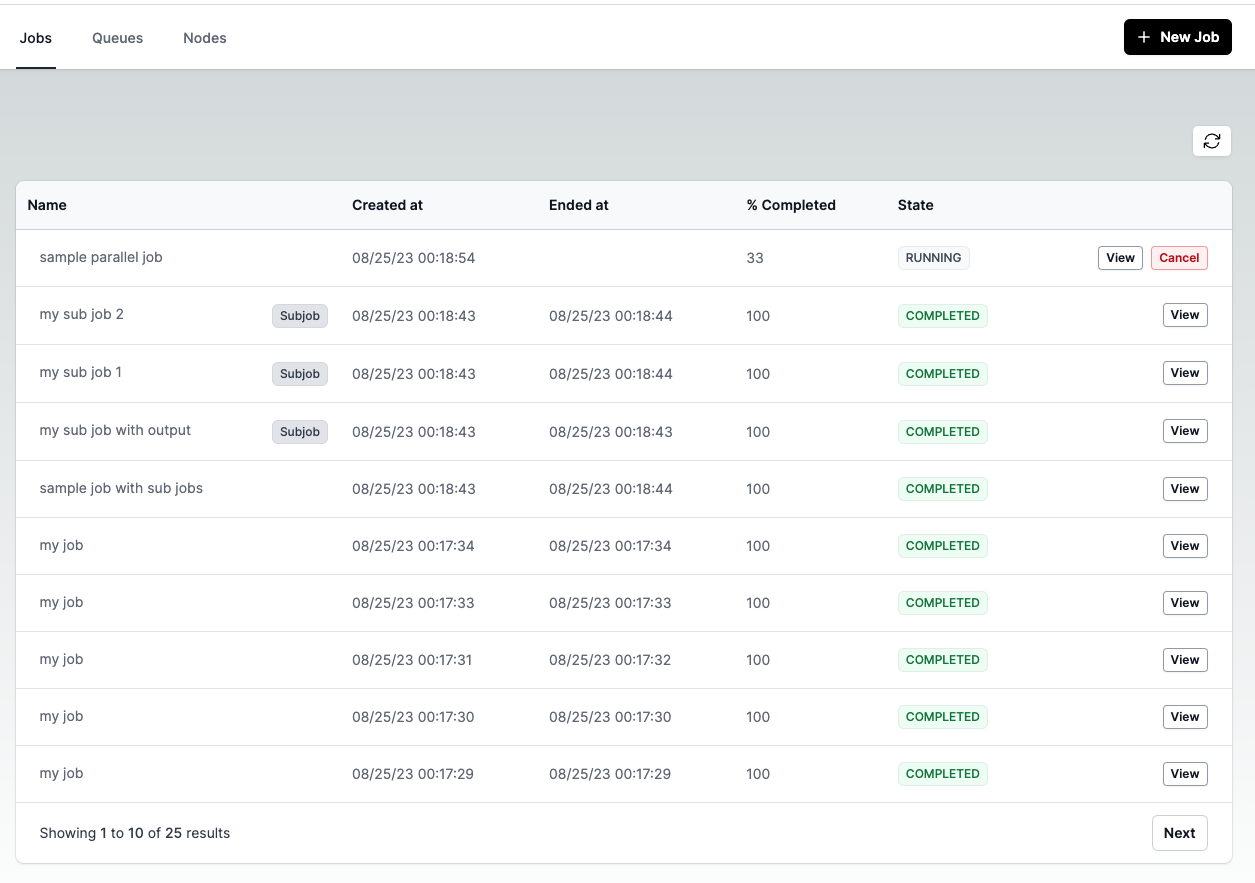 Jobs Queues Nodes + New Job
Name Created at Ended at % Completed State
sample parallel job 08/25/23 00:18:54 33 RUNNING View Cancel
my sub job 2 Subjob 08/25/23 00:18:43 08/25/23 00:18:44 100 COMPLETED View
my sub job 1 Subjob 08/25/23 00:18:43 08/25/23 00:18:44 100 COMPLETED View
my sub job with output Subjob 08/25/23 00:18:43 08/25/23 00:18:43 100 COMPLETED View
sample job with sub jobs 08/25/23 00:18:43 08/25/23 00:18:44 100 COMPLETED View
my job 08/25/23 00:17:34 08/25/23 00:17:34 100 COMPLETED View
my job 08/25/23 00:17:33 08/25/23 00:17:33 100 COMPLETED View
my job 08/25/23 00:17:31 08/25/23 00:17:32 100 COMPLETED View
my job 08/25/23 00:17:30 08/25/23 00:17:30 100 COMPLETED View
my job 08/25/23 00:17:29 08/25/23 00:17:29 100 COMPLETED View
Showing 1 to 10 of 25 results Next